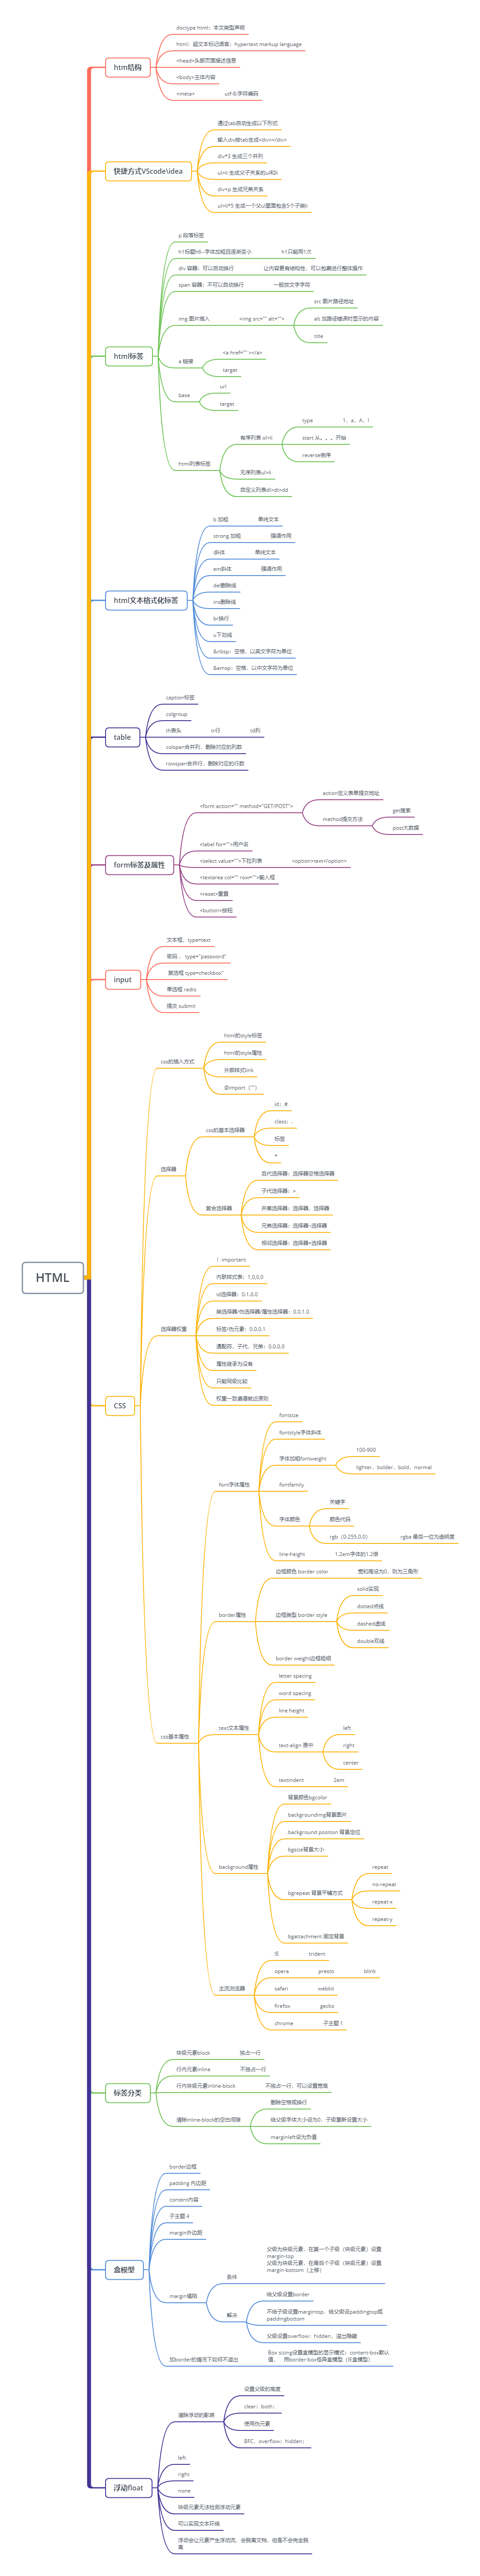 doctype html：本文类型声明
html：超文本标记语言：hypertext markup language
<head>头部页面描述信息
<body>主体内容
<meta> utf-8:字符编码
html结构
通过tab自动生成以下形式
输入div按tab生成<div></div>
div*3 生成三个并列
ul>li 生成父子关系的ul和li
div+p 生成兄弟关系
ul>li*5 生成一个父ul里面包含5个子类li
快捷方式VScode\idea
p 段落标签
h1标题h6--字体加粗且逐渐变小 h1只能用1次
div 容器：可以自动换行 让内容更有结构性，可以包裹进行整体操作
span 容器：不可以自动换行 一般放文字字符
img 图片插入 <img src="" alt="">
src 图片路径地址
alt 当路径错误时显示的内容
title
html标签
a 链接
<a href="" ></a>
target
base
url
target
html列表标签
有序列表 ol>li
type 1、a、A、I
start 从。。。开始
reverse倒序
无序列表ul>li
自定义列表dl>dt>dd
b 加粗 单纯文本
strong 加粗 强调作用
i斜体 单纯文本
em斜体 强调作用
del删除线
ins删除线
br换行
u下划线
&nbsp；空格，以英文字符为单位
&emsp；空格，以中文字符为单位
html文本格式化标签
caption标签
colgroup
th表头 tr行 td列
colspan合并列，删除对应的列数
rowspan合并行，删除对应的行数
table
<form action="" method="GET/POST">
action定义表单提交地址
method提交方法
get搜索
post大数据
<label for="">用户名
<select value="">下拉列表 <option>text</option>
<textarea col="" row="">输入框
<reset>重置
<button>按钮
form标签及属性
文本框，type=text
密码 ， type="password"
复选框 type=checkbox"
单选框 radio
提交 submit
input
css的插入方式
html的style标签
html的style属性
外部样式link
@import（""）
选择器
css的基本选择器
id：#
class：.
标签
*
复合选择器
后代选择器：选择器空格选择器
子代选择器：>
并集选择器：选择器，选择器
兄弟选择器：选择器~选择器
相邻选择器：选择器+选择器
选择器权重
！important
内联样式表：1,0,0,0
id选择器：0.1.0.0
类选择器/伪选择器/属性选择器：0.0.1.0
标签/伪元素：0.0.0.1
通配符、子代、兄弟：0.0.0.0
属性继承为没有
只能同级比较
权重一致遵循就近原则
HTML
CSS
css基本属性
font字体属性
fontsize
fontstyle字体斜体
字体加粗fontweight
100-900
lighter、bolder、bold、normal
fontfamily
字体颜色
关键字
颜色代码
rgb（0-255,0.0） rgba 最后一位为透明度
line-height 1.2em字体的1.2倍
border属性
边框颜色 border color 宽和高设为0，则为三角形
边框类型 border style
solid实现
dotted点线
dashed虚线
double双线
border weight边框粗细
text文本属性
letter spacing
word spacing
line height
text-align 居中
left
right
center
textindent 2em
background属性
背景颜色bgcolor
backgroundimg背景图片
background position 背景定位
bgsize背景大小
bgrepeat 背景平铺方式
repeat
no-repeat
repeat-x
repeat-y
bgattachment 固定背景
主流浏览器
IE trident
opera presto blink
safari webkit
firefox gecko
chrome 子主题 1
块级元素block 独占一行
行内元素inline 不独占一行
行内块级元素inline-block 不独占一行，可以设置宽高
清除inline-block的空白间隙
删除空格或换行
给父级字体大小设为0，子级重新设置大小
marginleft设为负值
标签分类
border边框
padding 内边距
content内容
子主题 4
margin外边距
盒模型
margin塌陷
条件
父级为块级元素，在第一个子级（块级元素）设置
margin-top
父级为块级元素，在最后个子级（块级元素）设置
margin-bottom（上移）
解决
给父级设置border
不给子级设置margintop，给父级设paddingtop或
paddingbottom
父级设置overflow：hidden，溢出隐藏
加border的情况下如何不溢出
Box sizing设置盒模型的显示模式：content-box默认
值， 用border-box怪异盒模型（IE盒模型）
清除浮动的影响
设置父级的高度
clear：both；
使用伪元素
BFC，overflow：hidden；
left
right
none
块级元素无法检测浮动元素
可以实现文本环绕
浮动会让元素产生浮动流，会脱离文档，但是不会完全脱
离
浮动float